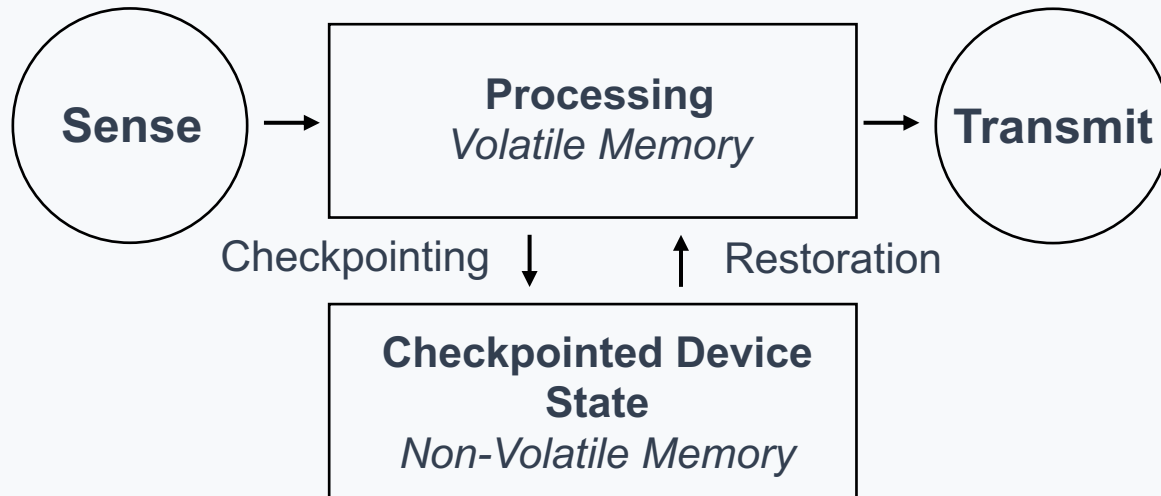 Sense
Processing
Volatile Memory
Transmit
Checkpointing
Restoration
Checkpointed Device
State
Non-Volatile Memory